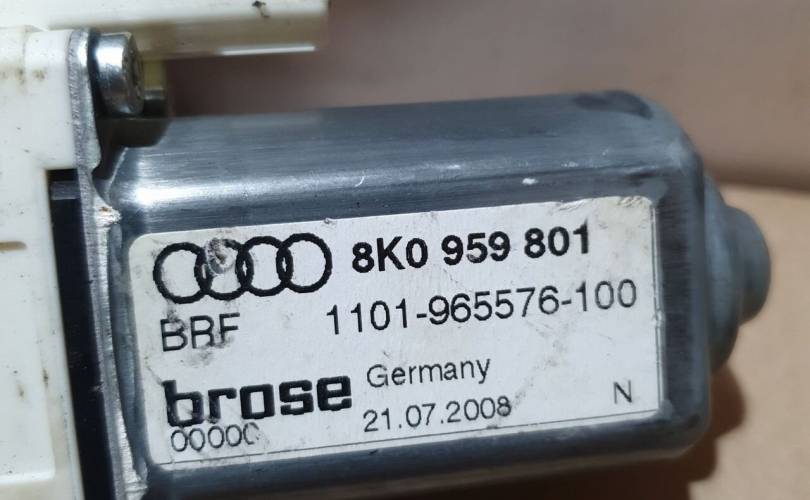 8K0 959 801
BRF 1101-965576-100
brose Germany
00000 21.07.2008 N